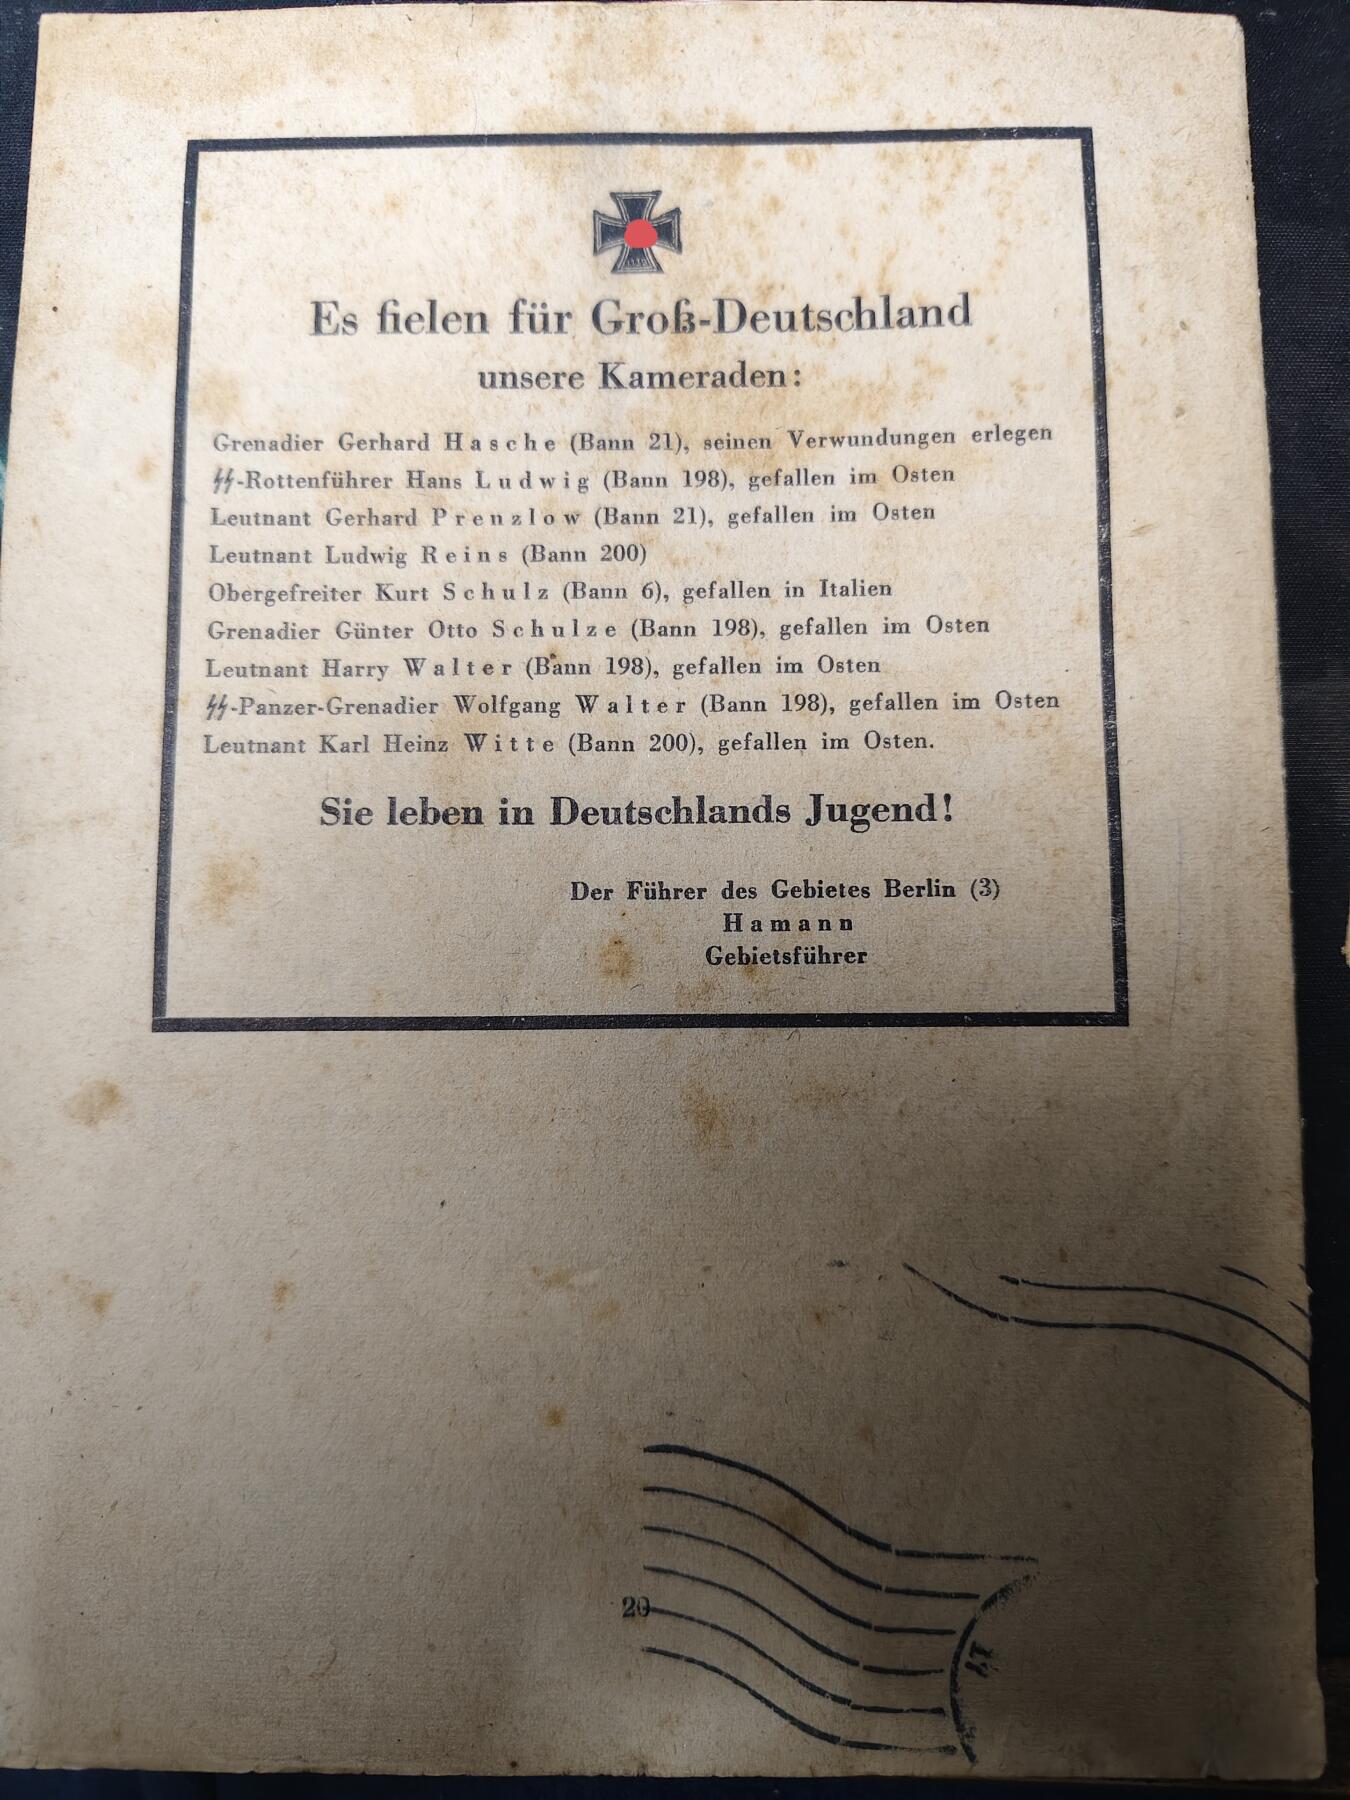 Es fielen für Groß-Deutschland
unsere Kameraden:
Grenadier Gerhard Hasche (Bann 21), seinen Verwundungen erlegen
ϟϟ-Rottenführer Hans Ludwig (Bann 198), gefallen im Osten
Leutnant Gerhard Prenzlow (Bann 21), gefallen im Osten
Leutnant Ludwig Reins (Bann 200)
Obergefreiter Kurt Schulz (Bann 6), gefallen in Italien
Grenadier Günter Otto Schulze (Bann 198), gefallen im Osten
Leutnant Harry Walter (Bann 198), gefallen im Osten
ϟϟ-Panzer-Grenadier Wolfgang Walter (Bann 198), gefallen im Osten
Leutnant Karl Heinz Witte (Bann 200), gefallen im Osten.
Sie leben in Deutschlands Jugend!
Der Führer des Gebietes Berlin (3)
Hamann
Gebietsführer
20